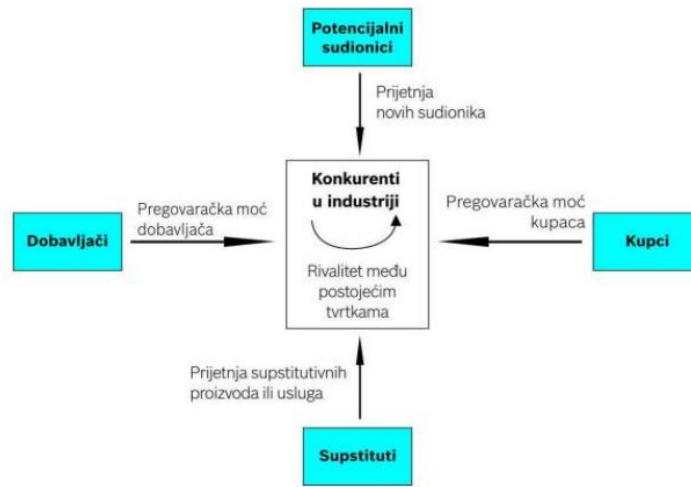 Potencijalni
sudionici
Prijetnja
novih sudionika
Konkurenti
u industriji
Pregovaračka moć
dobavljača
Pregovaračka moć
kupaca
Dobavljači
Kupci
Rivalitet među
postojećim
tvrtkama
Prijetnja supstitutivnih
proizvoda ili usluga
Supstituti